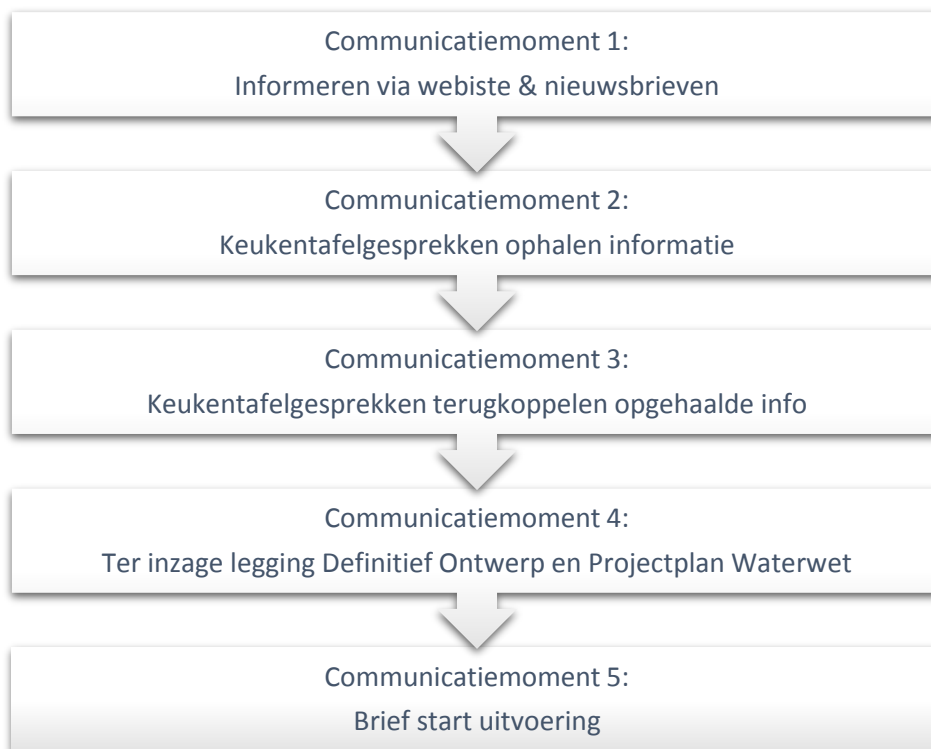 Communicatiemoment 1:
Informeren via webiste & nieuwsbrieven
Communicatiemoment 2:
Keukentafelgesprekken ophalen informatie
Communicatiemoment 3:
Keukentafelgesprekken terugkoppelen opgehaalde info
Communicatiemoment 4:
Ter inzage legging Definitief Ontwerp en Projectplan Waterwet
Communicatiemoment 5:
Brief start uitvoering